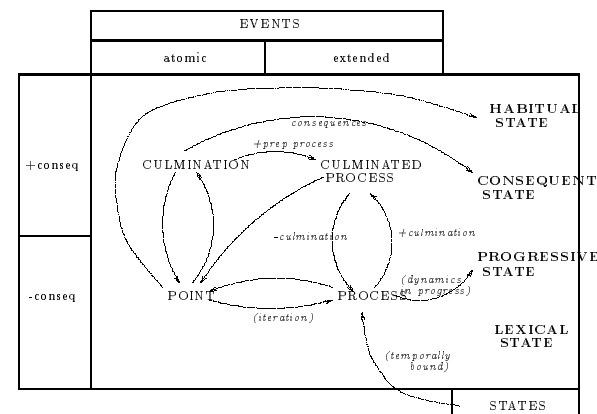 EVENTS
atomic extended
HABITUAL
STATE
consequences
+prep process
+conseq
CULMINATION
CULMINATED
PROCESS
CONSEQUENT
STATE
-culmination
+culmination
PROGRESSIVE
STATE
(dynamics
in progress)
-conseq
POINT
PROCESS
(iteration)
LEXICAL
STATE
(temporally
bound)
STATES